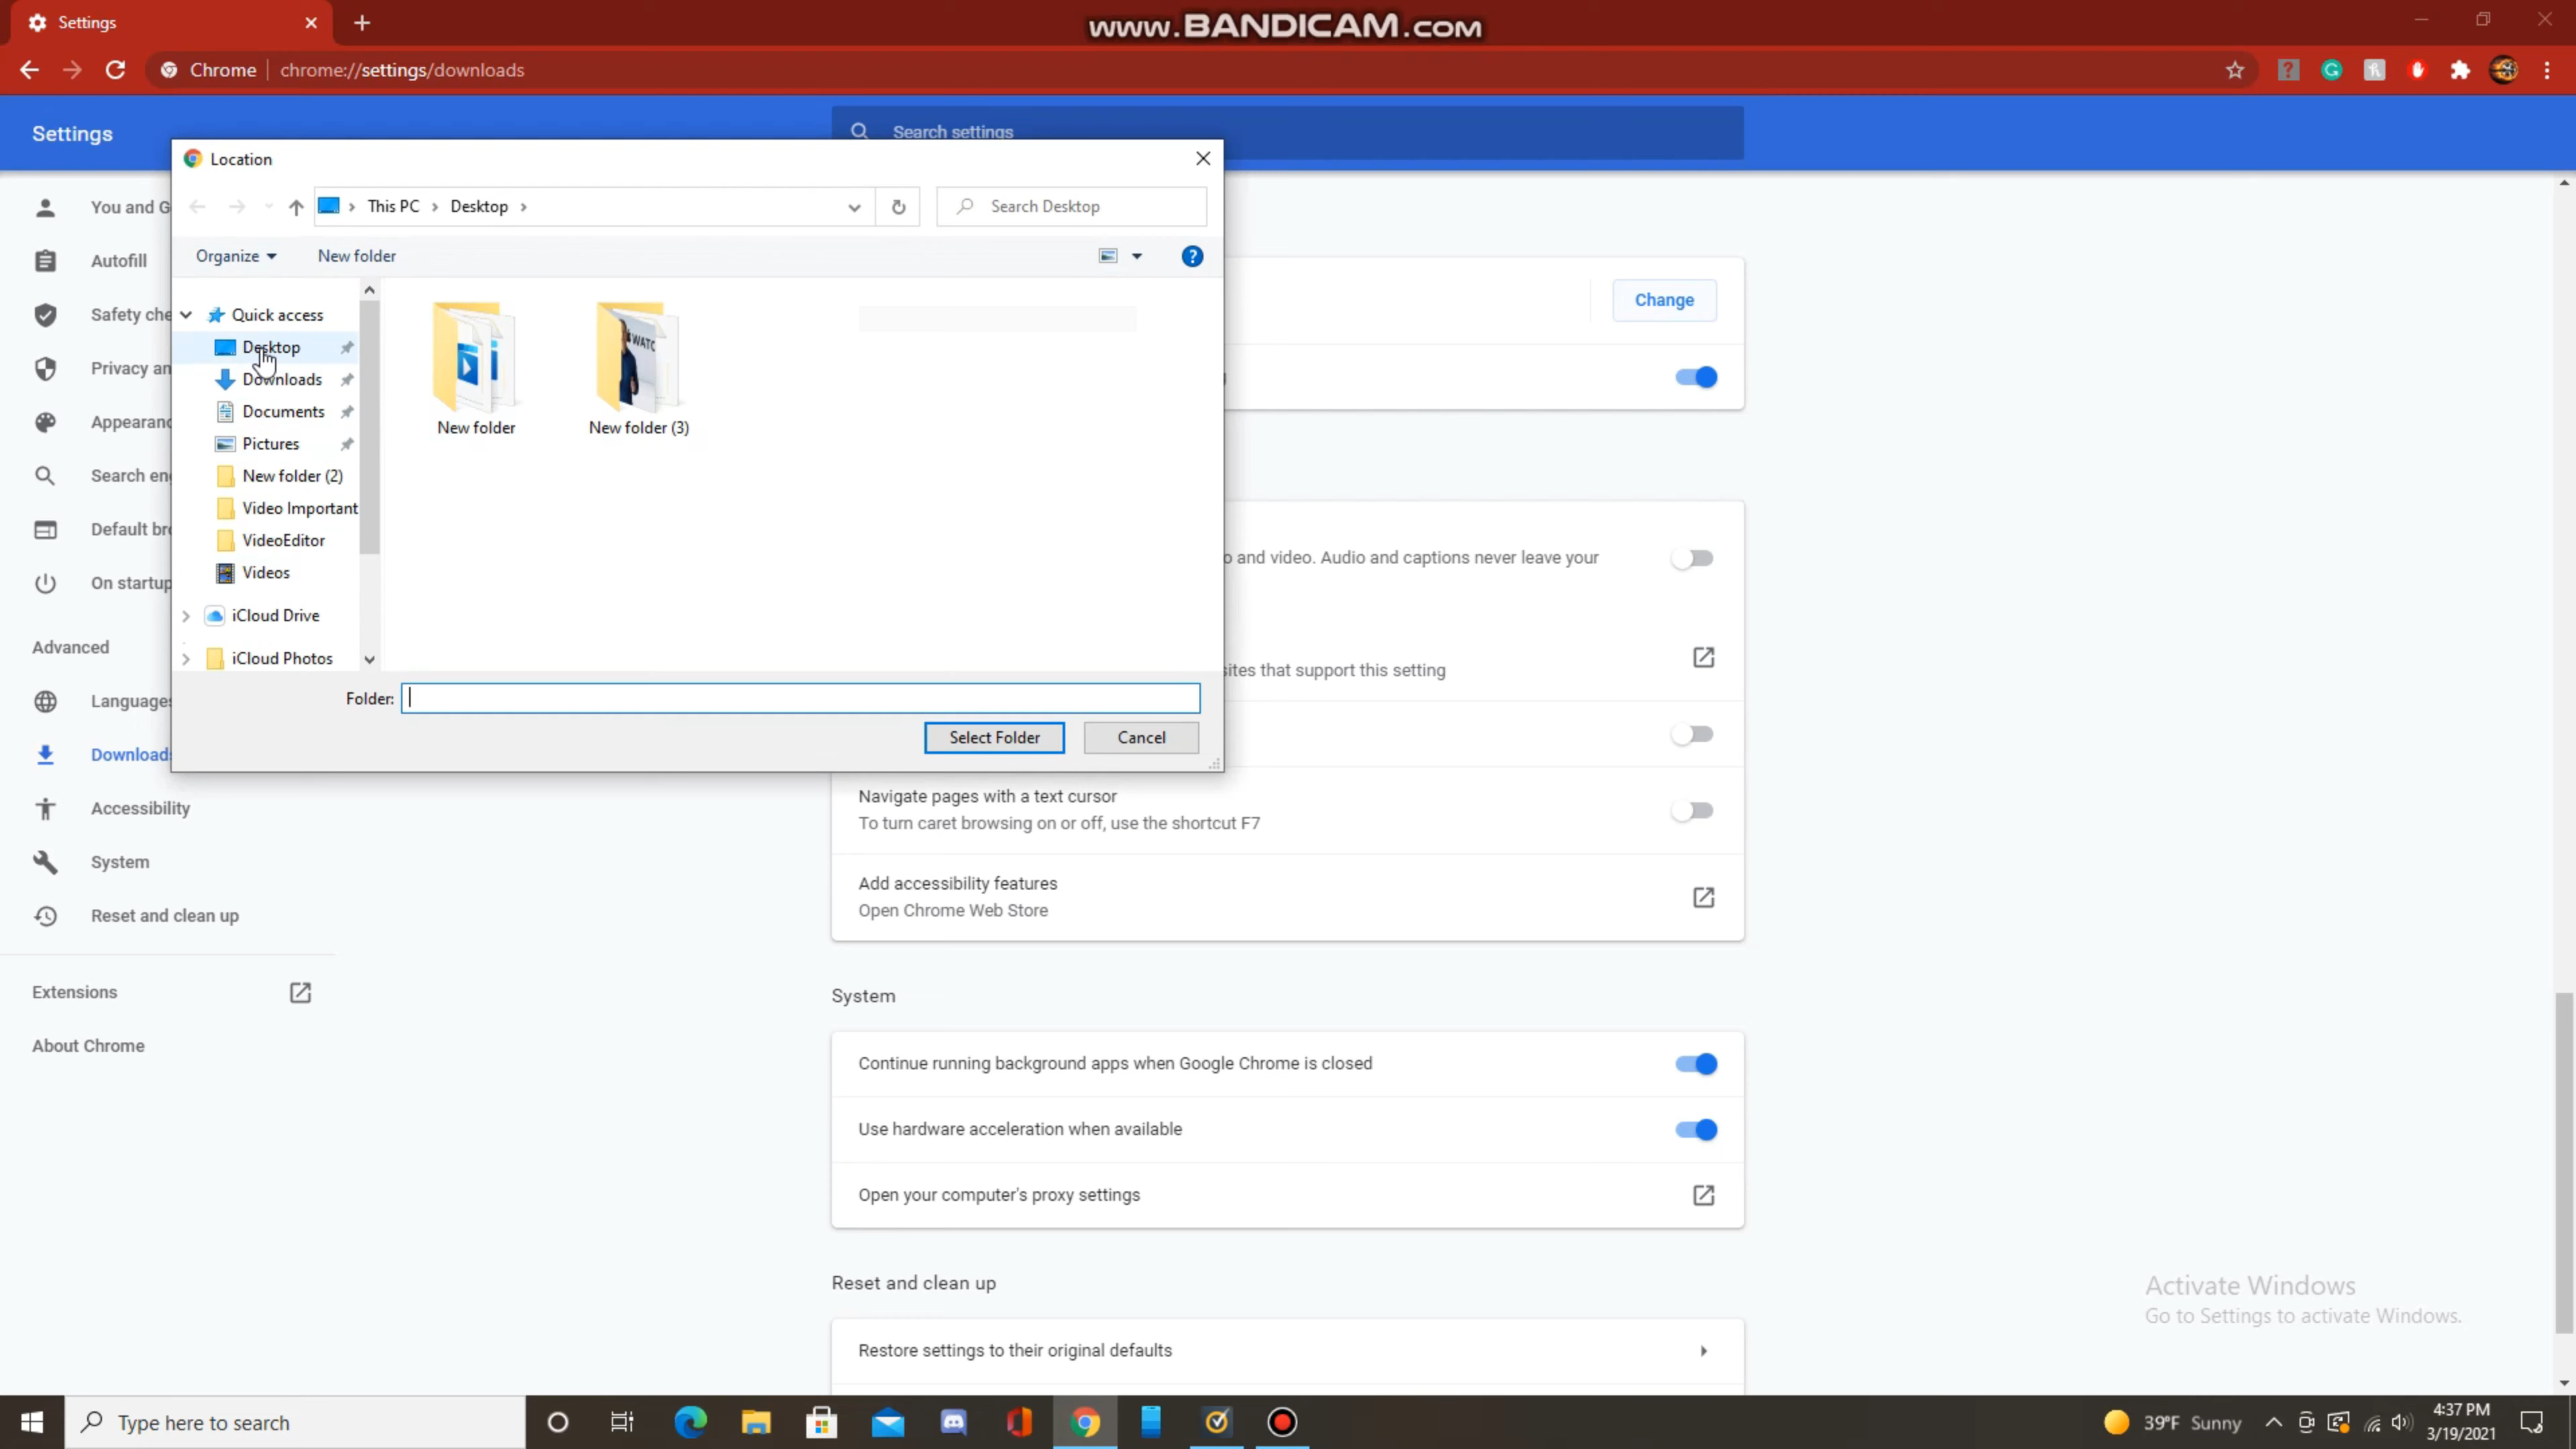 Settings
www.BANDICAM.com
Chrome
chrome://settings/downloads
Settings
Search settings
Location
This PC
Desktop
Search Desktop
Organize
New folder
Quick access
Desktop
Downloads
Documents
Pictures
New folder (2)
Video Important
VideoEditor
Videos
iCloud Drive
iCloud Photos
New folder
New folder (3)
WATC
Folder:
Select Folder
Cancel
You and G
Autofill
Safety che
Privacy an
Appearanc
Search en
Default br
On startup
Advanced
Languages
Downloads
Accessibility
System
Reset and clean up
Extensions
About Chrome
Change
o and video. Audio and captions never leave your
ites that support this setting
Navigate pages with a text cursor
To turn caret browsing on or off, use the shortcut F7
Add accessibility features
Open Chrome Web Store
System
Continue running background apps when Google Chrome is closed
Use hardware acceleration when available
Open your computer's proxy settings
Reset and clean up
Restore settings to their original defaults
Activate Windows
Go to Settings to activate Windows.
Type here to search
39°F Sunny
4:37 PM
3/19/2021